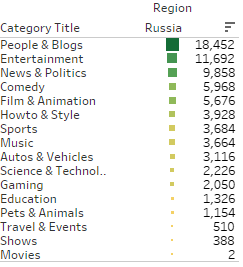 Region
Category Title Russia
People & Blogs 18,452
Entertainment 11,692
News & Politics 9,858
Comedy 5,968
Film & Animation 5,676
Howto & Style 3,928
Sports 3,684
Music 3,664
Autos & Vehicles 3,116
Science & Technol.. 2,226
Gaming 2,050
Education 1,326
Pets & Animals 1,154
Travel & Events 510
Shows 388
Movies 2